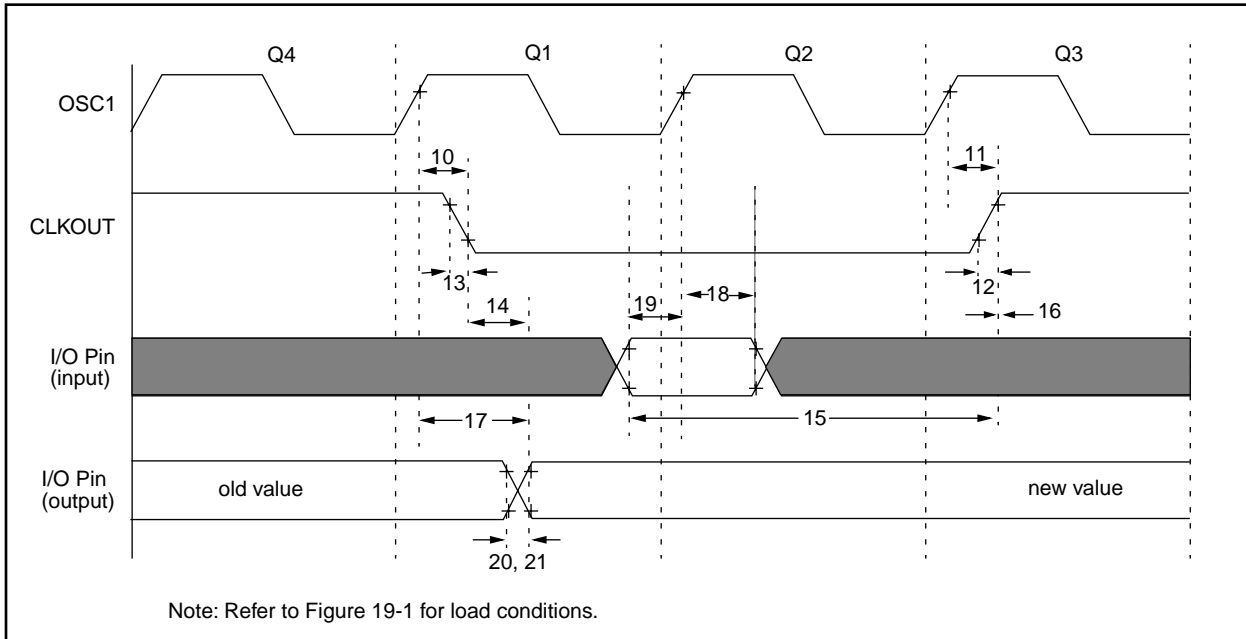 Q4
Q1
Q2
Q3
OSC1
10
11
CLKOUT
13
12
14
19
18
16
I/O Pin
(input)
17
15
I/O Pin
(output)
old value
new value
20, 21
Note: Refer to Figure 19-1 for load conditions.